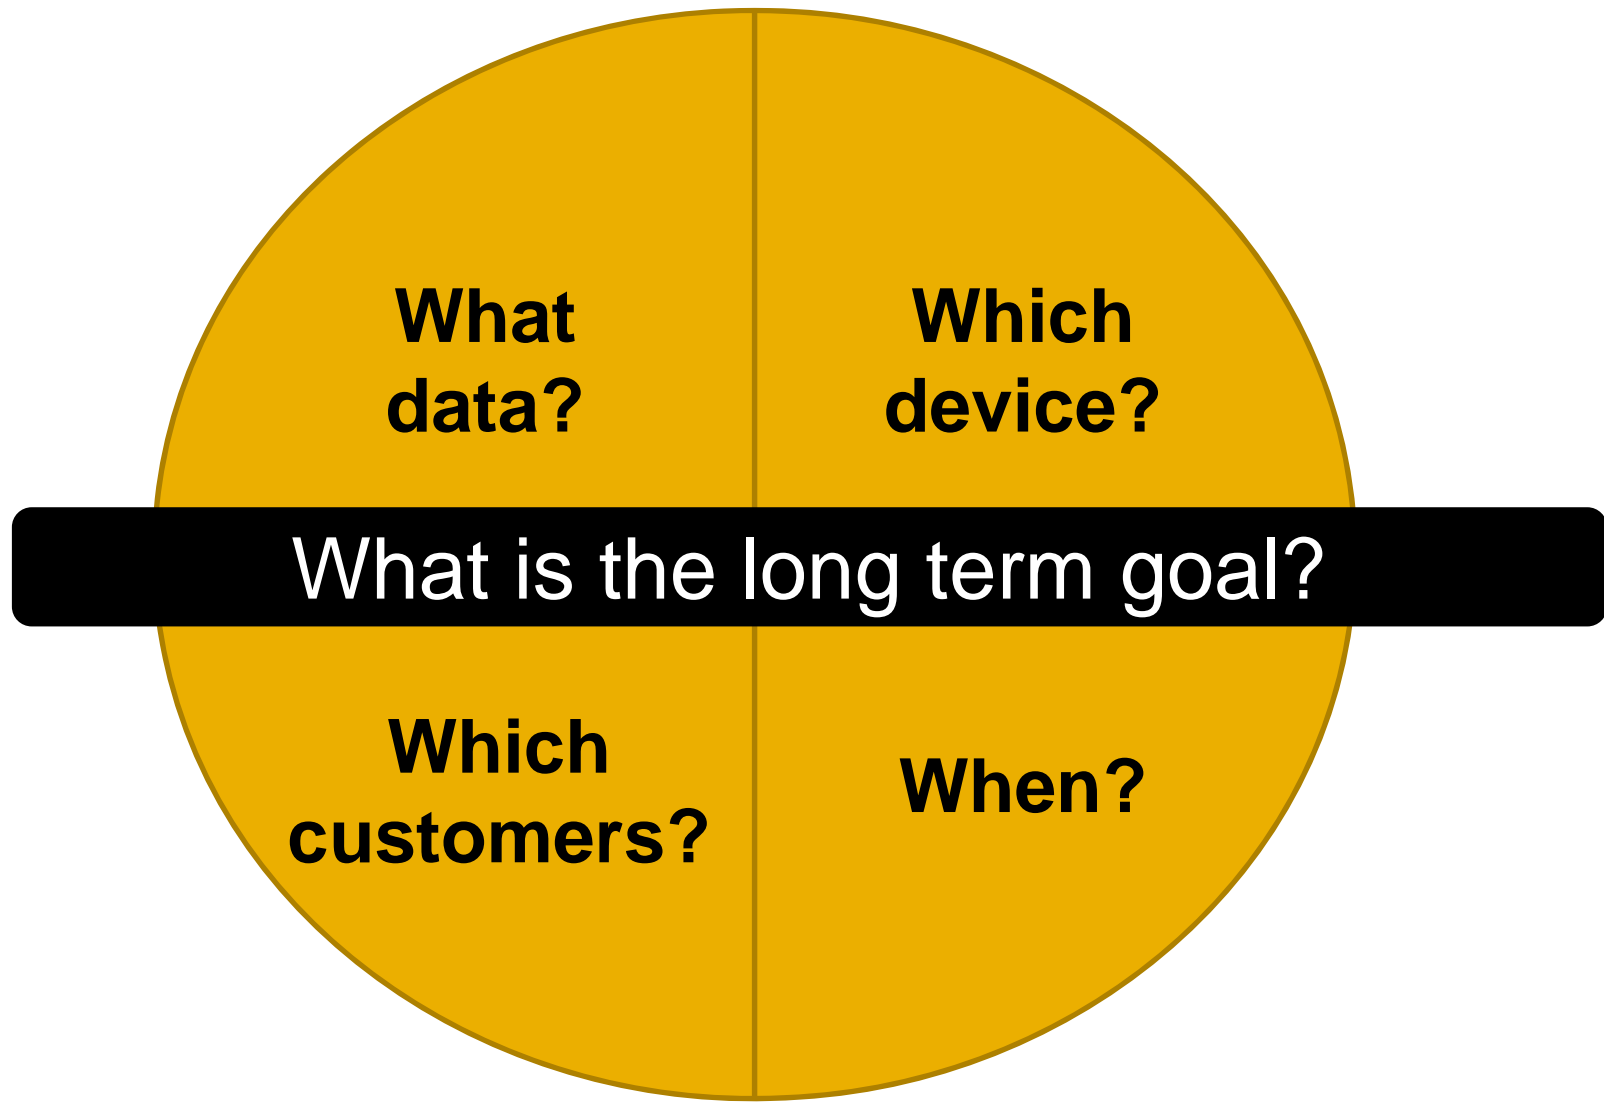 What
data?
Which
device?
What is the long term goal?
Which
customers?
When?